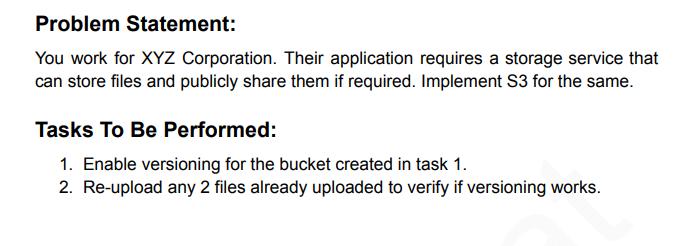 Problem Statement:
You work for XYZ Corporation. Their application requires a storage service that
can store files and publicly share them if required. Implement S3 for the same.
Tasks To Be Performed:
1. Enable versioning for the bucket created in task 1.
2. Re-upload any 2 files already uploaded to verify if versioning works.